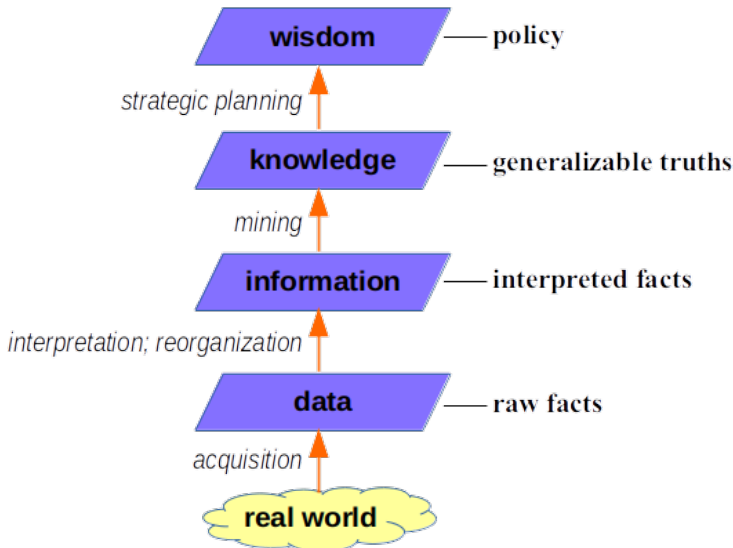 wisdom
policy
strategic planning
knowledge
generalizable truths
mining
information
interpreted facts
interpretation; reorganization
data
raw facts
acquisition
real world